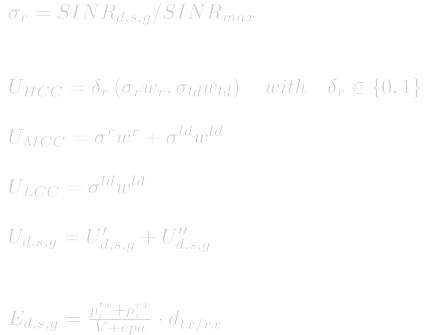 σ_r = SINR_{d,s,g}/SINR_{max}
U_{HCC} = δ_r (σ_r w_r, σ_{ld} w_{ld}) with δ_r ∈ {0,1}
U_{MCC} = σ^r w^r + σ^{ld} w^{ld}
U_{LCC} = σ^{ld} w^{ld}
U_{d,s,g} = U'_{d,s,g} + U''_{d,s,g}
E_{d,s,g} = \frac{p_i^{tx} + p_i^{rx}}{V + epa} · d_{tx/rx}